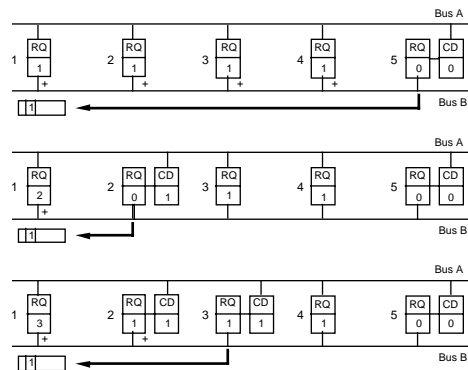 Bus A
1 RQ 2 RQ 3 RQ 4 RQ 5 RQ CD
1 1 1 1 0 0
+ + + +
1 Bus B
Bus A
1 RQ 2 RQ CD 3 RQ 4 RQ 5 RQ CD
2 0 1 1 1 0 0
+
1 Bus B
Bus A
1 RQ 2 RQ CD 3 RQ CD 4 RQ 5 RQ CD
3 1 1 1 1 1 0 0
+ +
1 Bus B